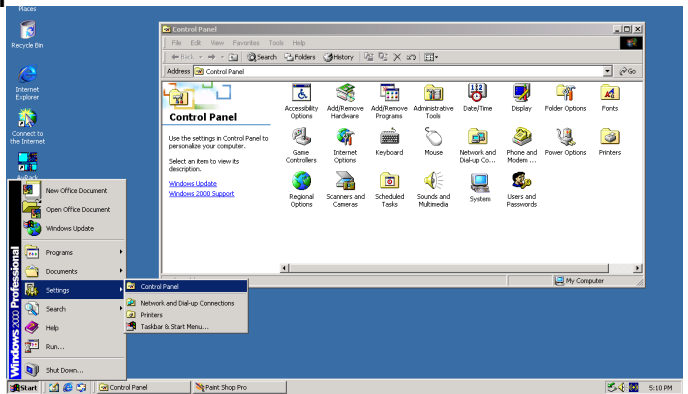 Places
Recycle Bin
Internet
Explorer
Connect to
the Internet
Control Panel
File Edit View Favorites Tools Help
Back Search Folders History
Address Control Panel Go
Control Panel
Use the settings in Control Panel to
personalize your computer.
Select an item to view its
description.
Windows Update
Windows 2000 Support
Accessibility
Options
Add/Remove
Hardware
Add/Remove
Programs
Administrative
Tools
Date/Time
Display
Folder Options
Fonts
Game
Controllers
Internet
Options
Keyboard
Mouse
Network and
Dial-up Co...
Phone and
Modem ...
Power Options
Printers
Regional
Options
Scanners and
Cameras
Scheduled
Tasks
Sounds and
Multimedia
System
Users and
Passwords
My Computer
Windows 2000 Professional
New Office Document
Open Office Document
Windows Update
Programs
Documents
Settings
Search
Help
Run...
Shut Down...
Control Panel
Network and Dial-up Connections
Printers
Taskbar & Start Menu...
Start Control Panel Paint Shop Pro 5:10 PM